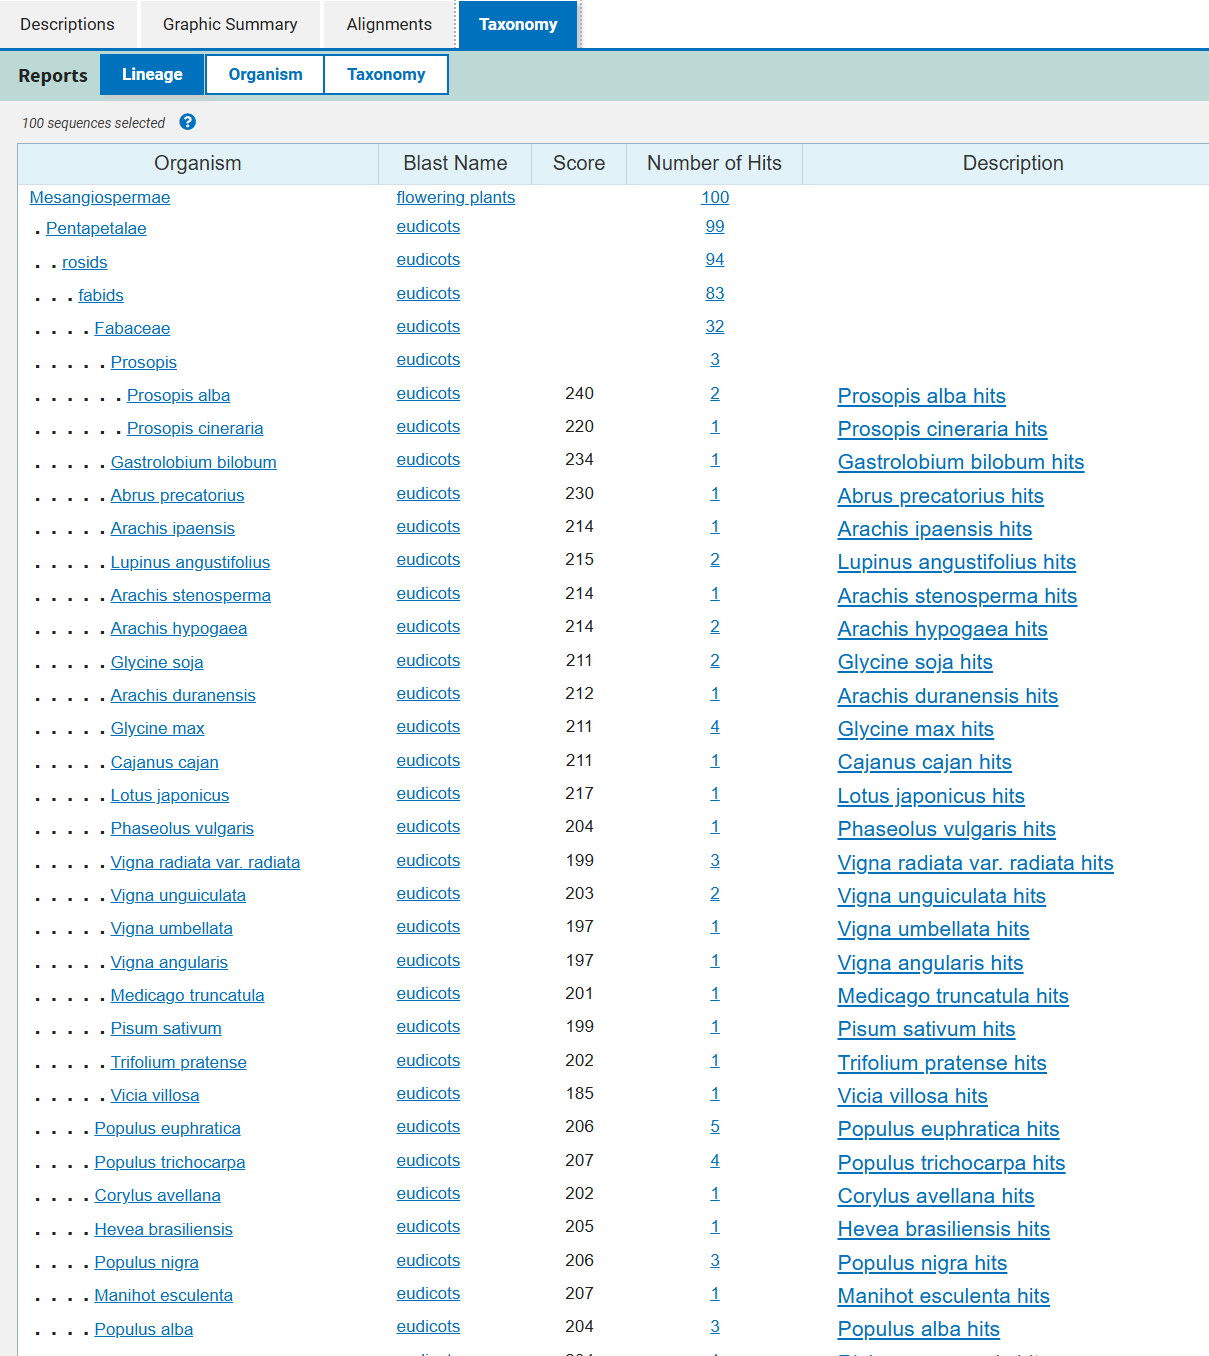 Descriptions Graphic Summary Alignments Taxonomy
Reports Lineage Organism Taxonomy
100 sequences selected ?
Organism Blast Name Score Number of Hits Description
Mesangiospermae flowering plants 100
. Pentapetalae eudicots 99
. . rosids eudicots 94
. . . fabids eudicots 83
. . . . Fabaceae eudicots 32
. . . . . Prosopis eudicots 3
. . . . . . Prosopis alba eudicots 240 2 Prosopis alba hits
. . . . . . Prosopis cineraria eudicots 220 1 Prosopis cineraria hits
. . . . . Gastrolobium bilobum eudicots 234 1 Gastrolobium bilobum hits
. . . . . Abrus precatorius eudicots 230 1 Abrus precatorius hits
. . . . . Arachis ipaensis eudicots 214 1 Arachis ipaensis hits
. . . . . Lupinus angustifolius eudicots 215 2 Lupinus angustifolius hits
. . . . . Arachis stenosperma eudicots 214 1 Arachis stenosperma hits
. . . . . Arachis hypogaea eudicots 214 2 Arachis hypogaea hits
. . . . . Glycine soja eudicots 211 2 Glycine soja hits
. . . . . Arachis duranensis eudicots 212 1 Arachis duranensis hits
. . . . . Glycine max eudicots 211 4 Glycine max hits
. . . . . Cajanus cajan eudicots 211 1 Cajanus cajan hits
. . . . . Lotus japonicus eudicots 217 1 Lotus japonicus hits
. . . . . Phaseolus vulgaris eudicots 204 1 Phaseolus vulgaris hits
. . . . . Vigna radiata var. radiata eudicots 199 3 Vigna radiata var. radiata hits
. . . . . Vigna unguiculata eudicots 203 2 Vigna unguiculata hits
. . . . . Vigna umbellata eudicots 197 1 Vigna umbellata hits
. . . . . Vigna angularis eudicots 197 1 Vigna angularis hits
. . . . . Medicago truncatula eudicots 201 1 Medicago truncatula hits
. . . . . Pisum sativum eudicots 199 1 Pisum sativum hits
. . . . . Trifolium pratense eudicots 202 1 Trifolium pratense hits
. . . . . Vicia villosa eudicots 185 1 Vicia villosa hits
. . . . Populus euphratica eudicots 206 5 Populus euphratica hits
. . . . Populus trichocarpa eudicots 207 4 Populus trichocarpa hits
. . . . Corylus avellana eudicots 202 1 Corylus avellana hits
. . . . Hevea brasiliensis eudicots 205 1 Hevea brasiliensis hits
. . . . Populus nigra eudicots 206 3 Populus nigra hits
. . . . Manihot esculenta eudicots 207 1 Manihot esculenta hits
. . . . Populus alba eudicots 204 3 Populus alba hits